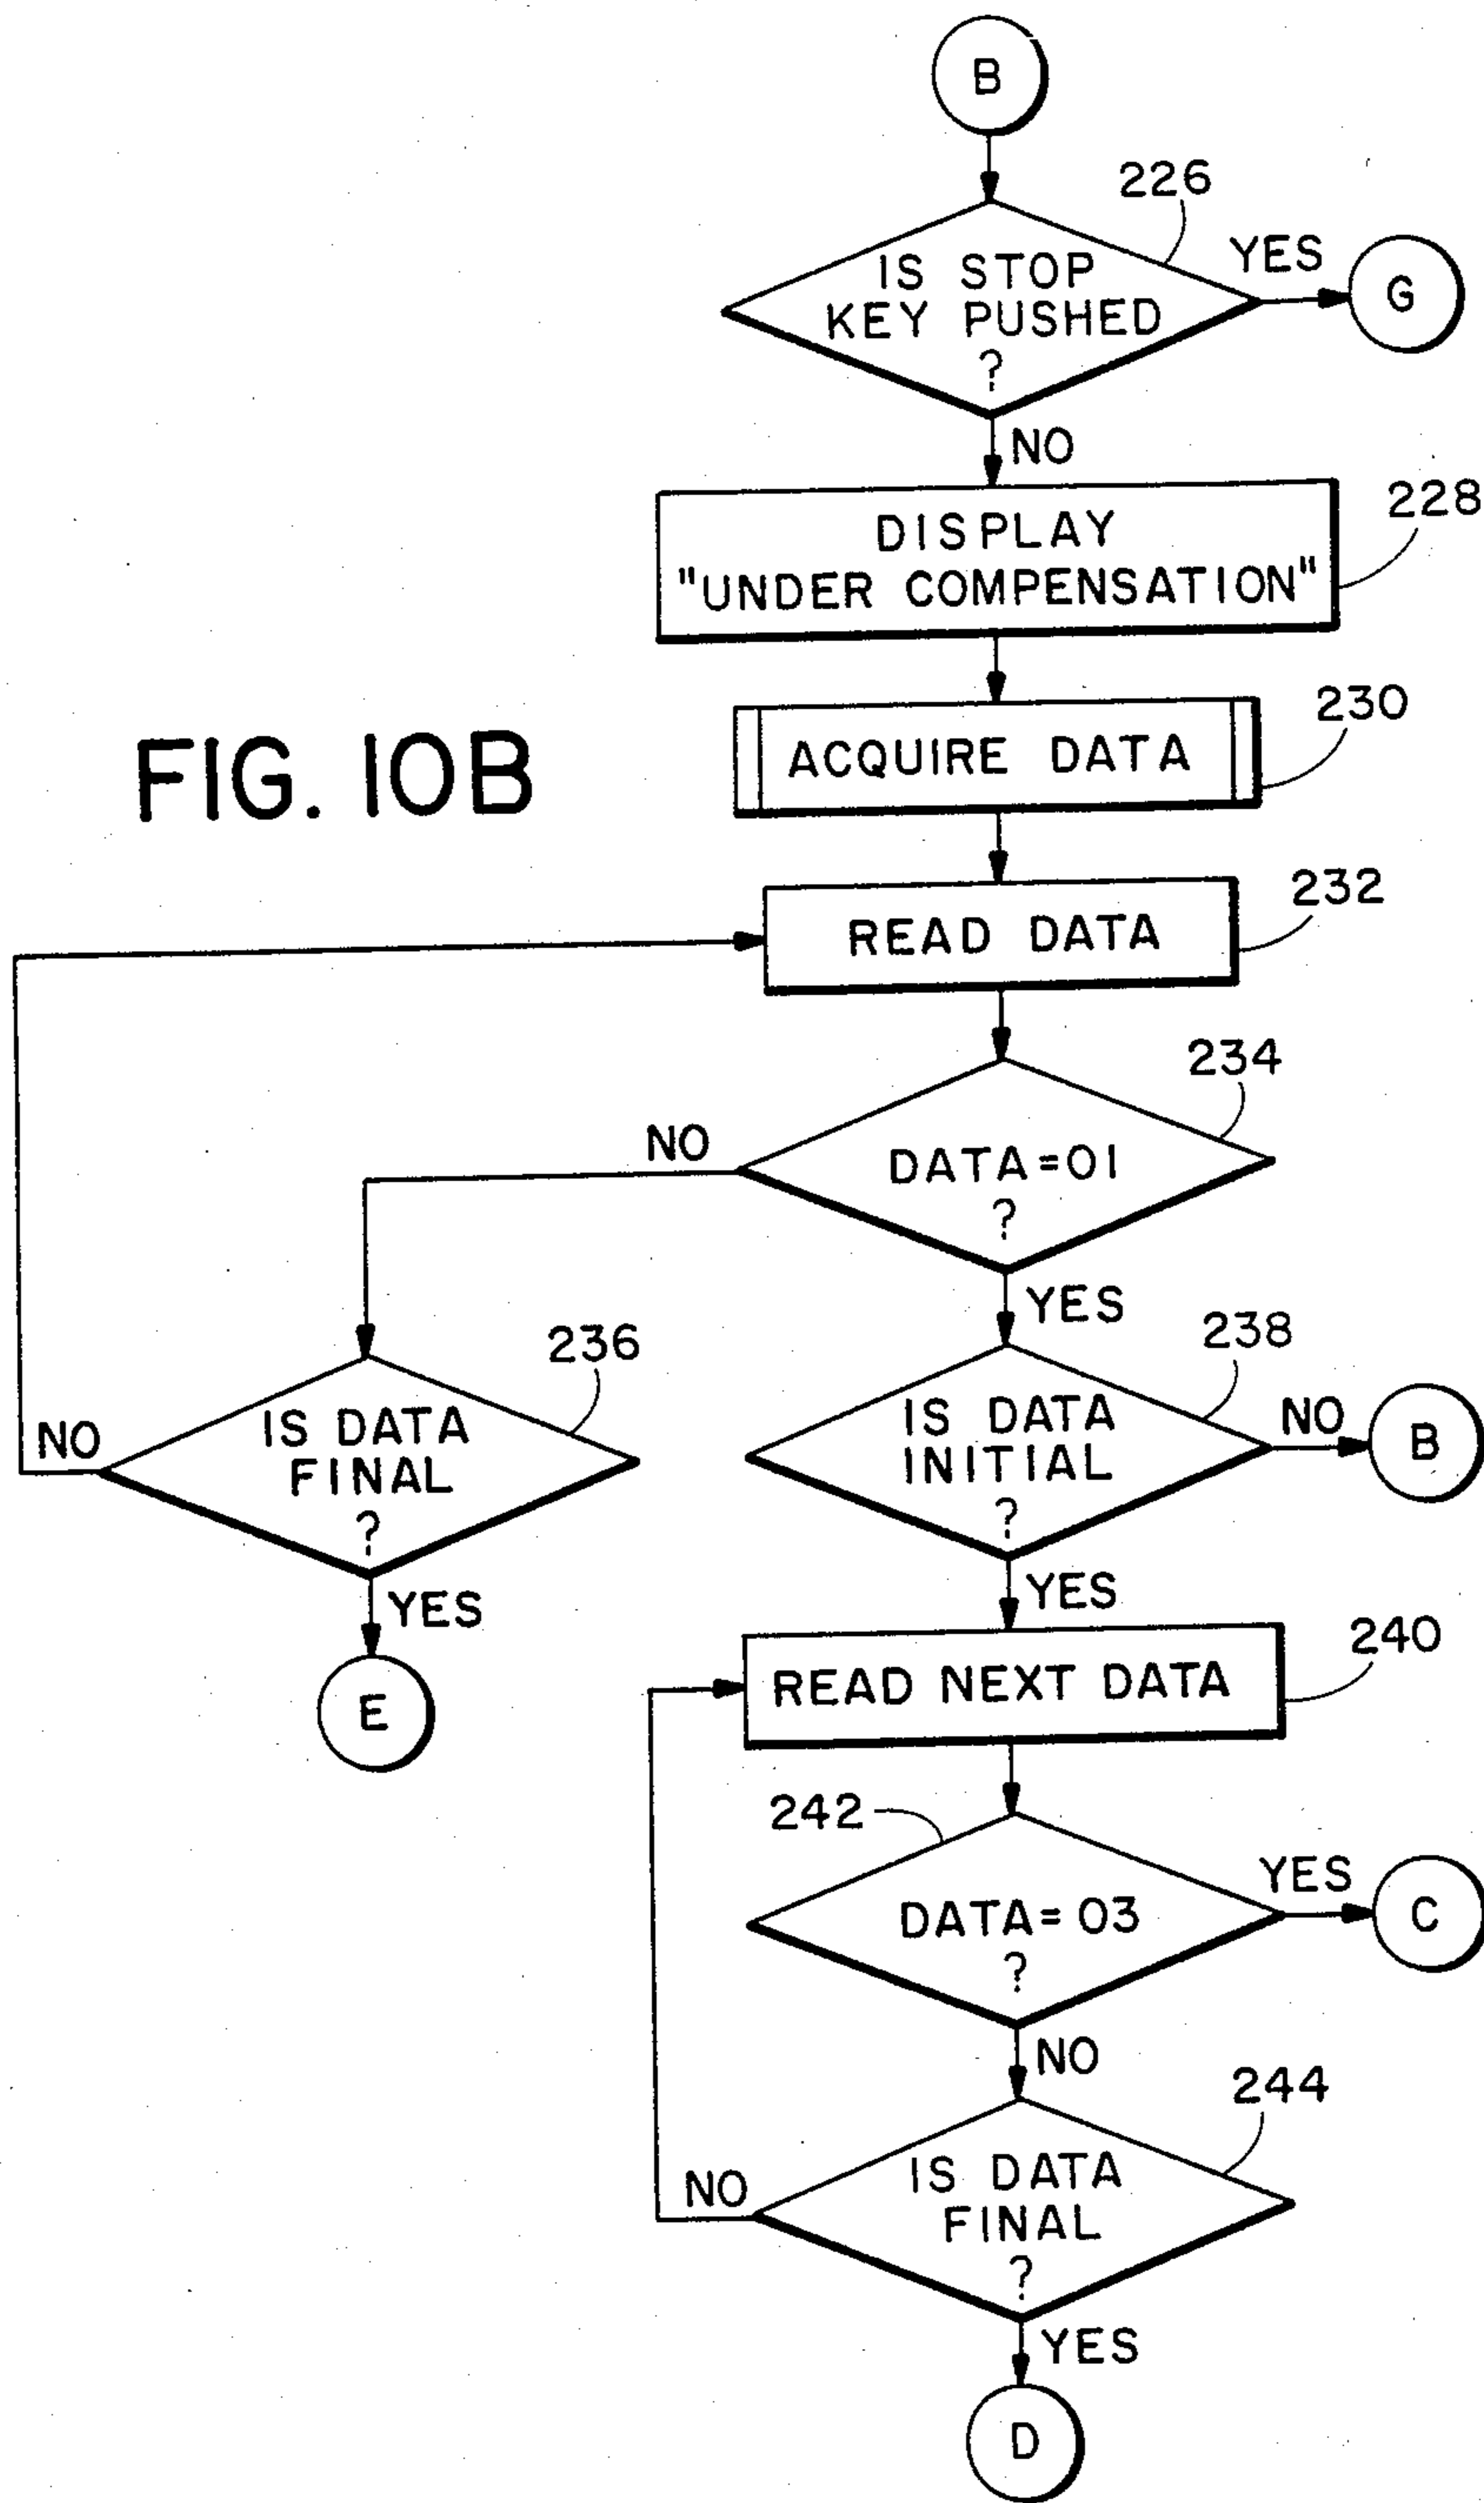 B
226
IS STOP
KEY PUSHED
?
YES
G
NO
228
DISPLAY
"UNDER COMPENSATION"
230
ACQUIRE DATA
FIG. 10B
232
READ DATA
234
NO
DATA=01
?
YES
236
238
IS DATA
FINAL
?
NO
IS DATA
INITIAL
?
NO
B
YES
E
YES
240
READ NEXT DATA
242
DATA=03
?
YES
C
NO
244
IS DATA
FINAL
?
NO
YES
D